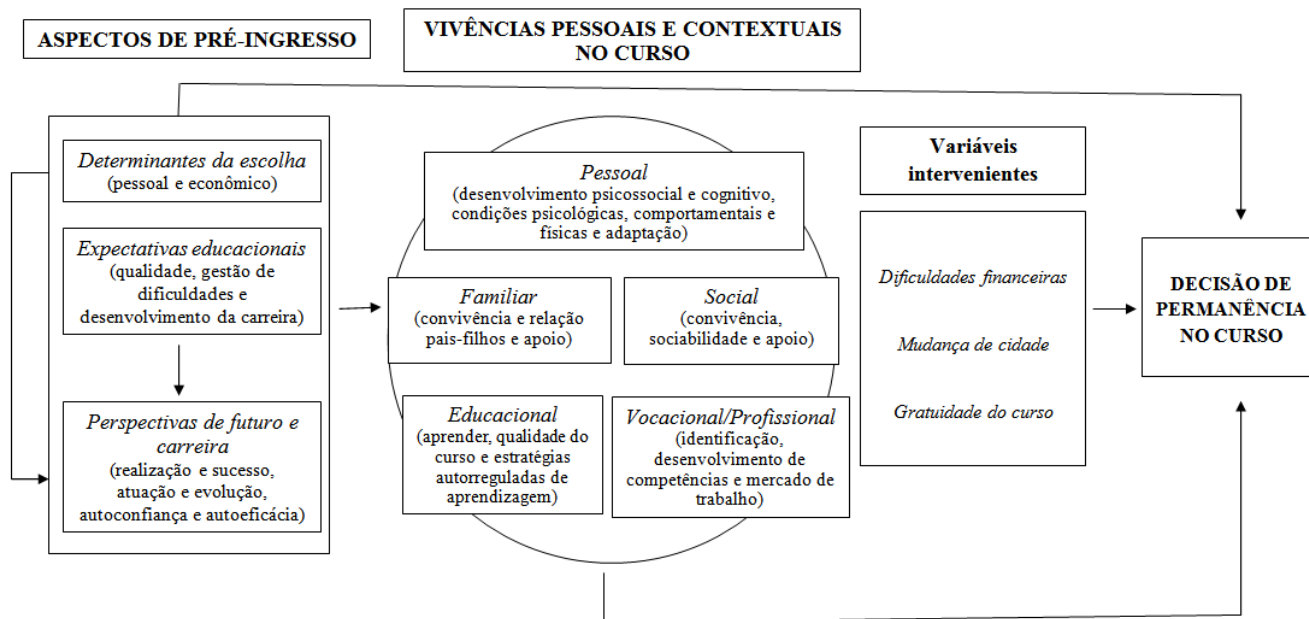 ASPECTOS DE PRÉ-INGRESSO
VIVÊNCIAS PESSOAIS E CONTEXTUAIS
NO CURSO
Determinantes da escolha
(pessoal e econômico)
Expectativas educacionais
(qualidade, gestão de
dificuldades e
desenvolvimento da carreira)
Perspectivas de futuro e
carreira
(realização e sucesso,
atuação e evolução,
autoconfiança e autoeficácia)
Pessoal
(desenvolvimento psicossocial e cognitivo,
condições psicológicas, comportamentais e
físicas e adaptação)
Familiar
(convivência e relação
pais-filhos e apoio)
Social
(convivência,
sociabilidade e apoio)
Educacional
(aprender, qualidade do
curso e estratégias
autorreguladas de
aprendizagem)
Vocacional/Profissional
(identificação,
desenvolvimento de
competências e mercado de
trabalho)
Variáveis
intervenientes
Dificuldades financeiras
Mudança de cidade
Gratuidade do curso
DECISÃO DE
PERMANÊNCIA
NO CURSO